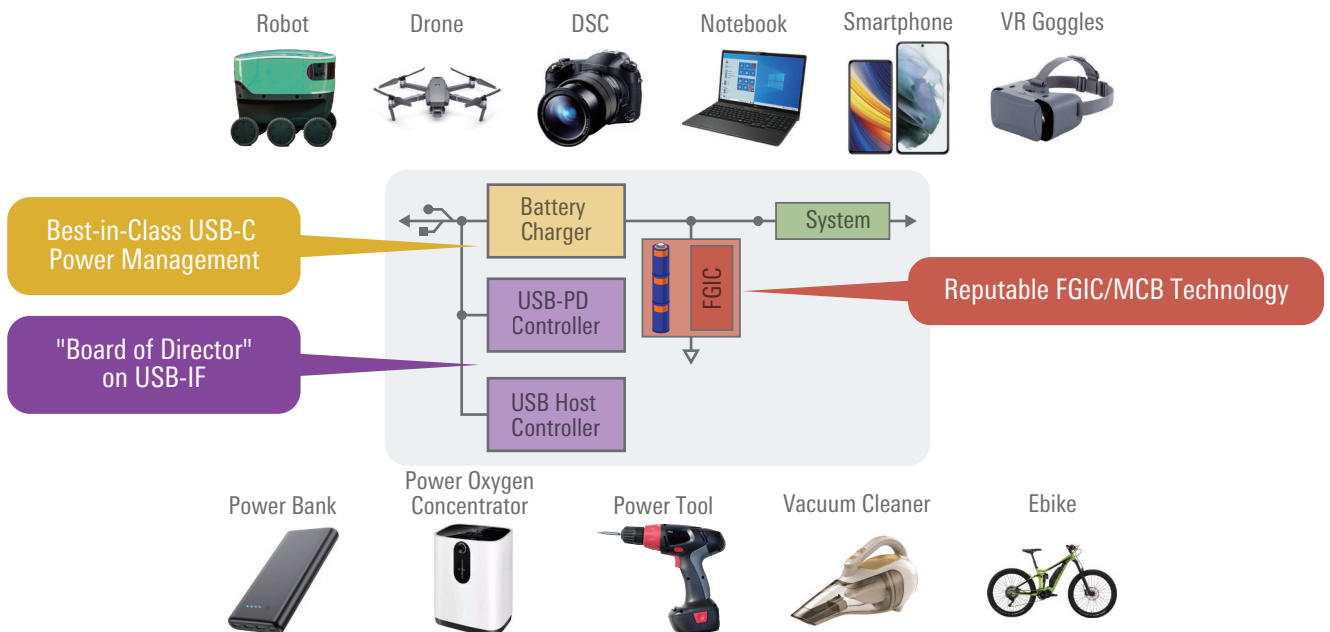 Robot
Drone
DSC
Notebook
Smartphone
VR Goggles
Best-in-Class USB-C
Power Management
Battery
Charger
System
FGIC
Reputable FGIC/MCB Technology
USB-PD
Controller
"Board of Director"
on USB-IF
USB Host
Controller
Power Bank
Power Oxygen
Concentrator
Power Tool
Vacuum Cleaner
Ebike